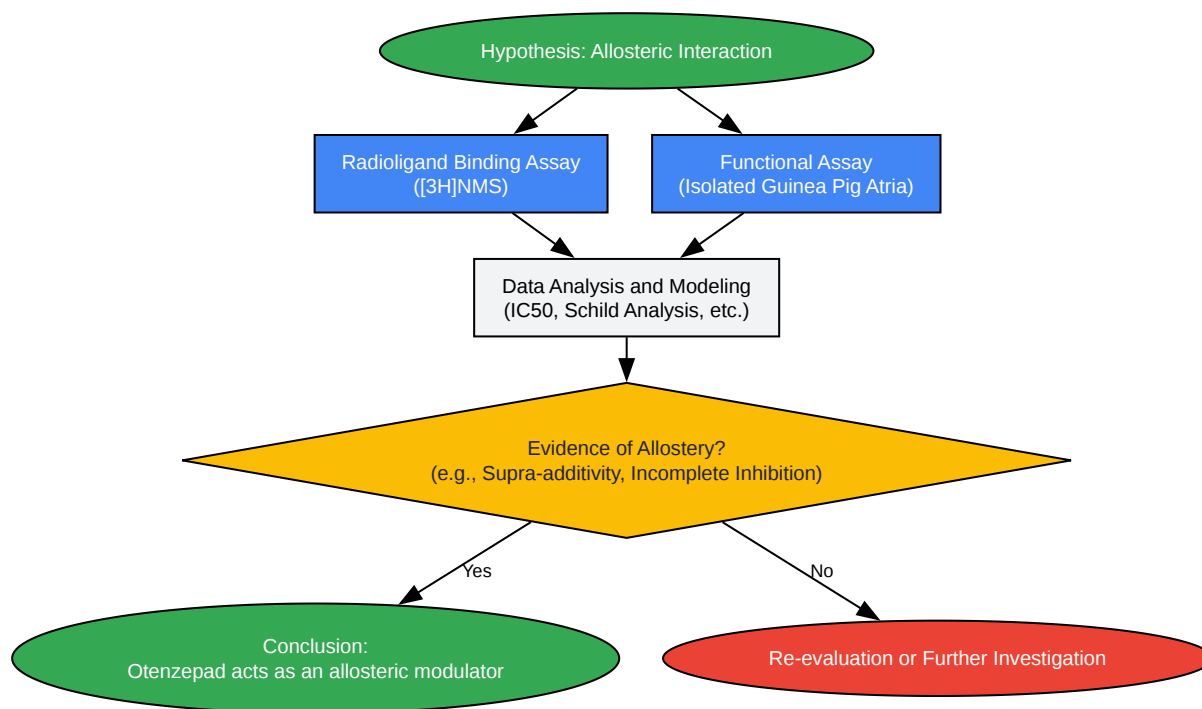 Hypothesis: Allosteric Interaction
Radioligand Binding Assay
([3H]NMS)
Functional Assay
(Isolated Guinea Pig Atria)
Data Analysis and Modeling
(IC50, Schild Analysis, etc.)
Evidence of Allostery?
(e.g., Supra-additivity, Incomplete Inhibition)
Yes
No
Conclusion:
Otenzepad acts as an allosteric modulator
Re-evaluation or Further Investigation